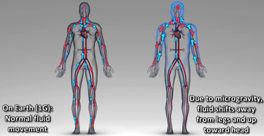 On Earth (1G):
Normal fluid
movement
Due to microgravity,
fluid shifts away
from legs and up
toward head